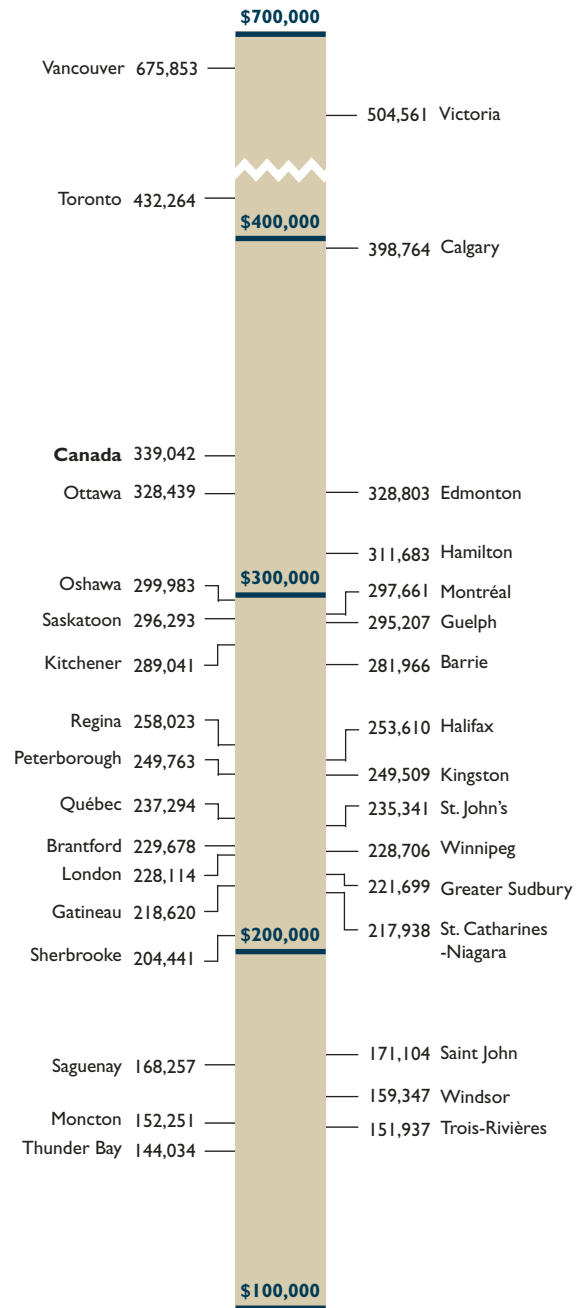 $700,000
Vancouver 675,853
504,561 Victoria
Toronto 432,264
$400,000
398,764 Calgary
Canada 339,042
Ottawa 328,439
328,803 Edmonton
311,683 Hamilton
$300,000
Oshawa 299,983
297,661 Montréal
Saskatoon 296,293
295,207 Guelph
Kitchener 289,041
281,966 Barrie
Regina 258,023
253,610 Halifax
Peterborough 249,763
249,509 Kingston
Québec 237,294
235,341 St. John's
Brantford 229,678
228,706 Winnipeg
London 228,114
221,699 Greater Sudbury
Gatineau 218,620
217,938 St. Catharines
-Niagara
$200,000
Sherbrooke 204,441
171,104 Saint John
Saguenay 168,257
159,347 Windsor
Moncton 152,251
151,937 Trois-Rivières
Thunder Bay 144,034
$100,000